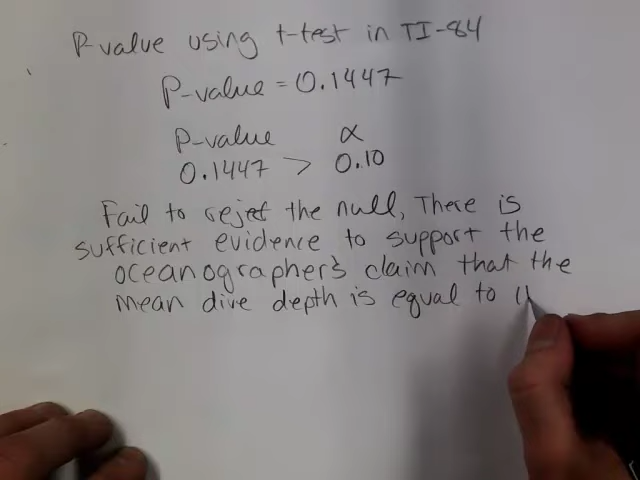 P-value using t-test in TI-84
P-value = 0.1447
P-value α
0.1447 > 0.10
Fail to reject the null, There is
sufficient evidence to support the
oceanographer's claim that the
mean dive depth is equal to